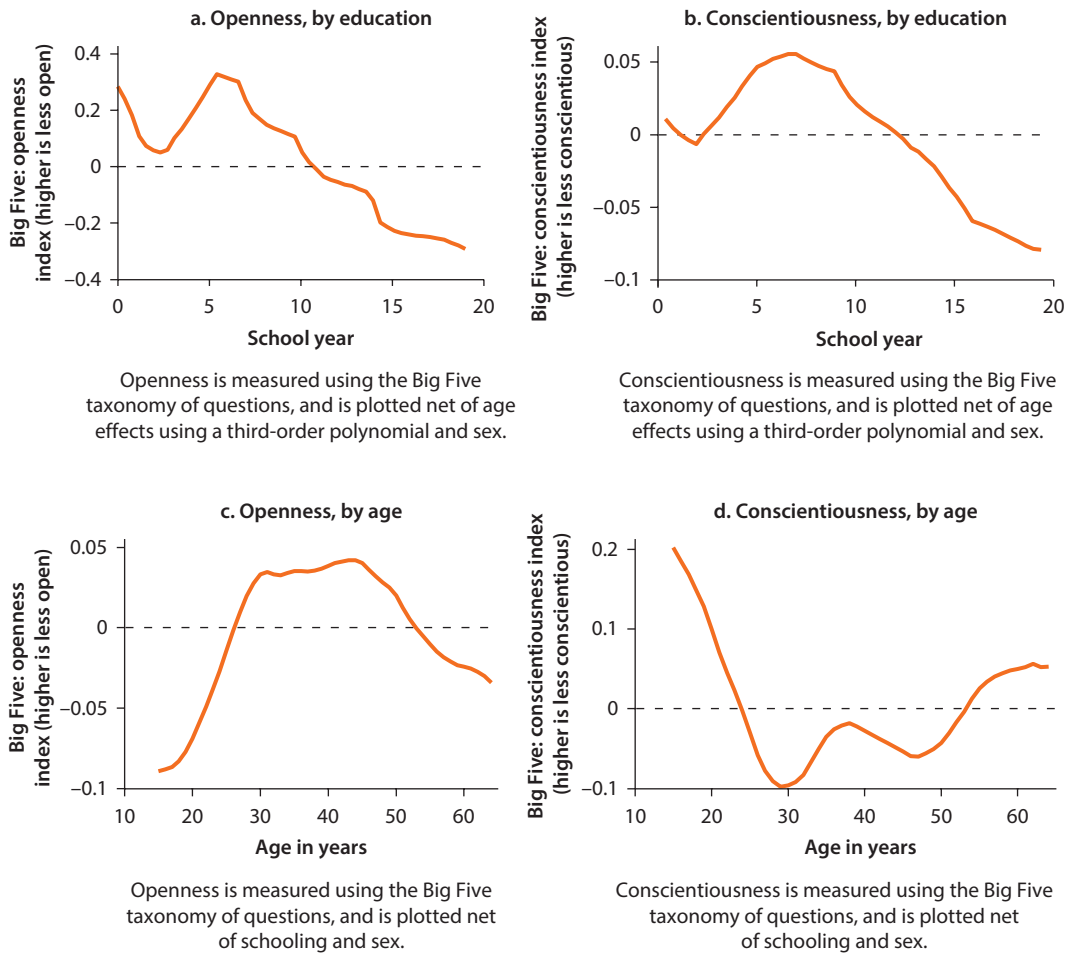 a. Openness, by education
Big Five: openness
index (higher is less open)
0.4
0.2
0
–0.2
–0.4
0
5
10
15
20
School year
Openness is measured using the Big Five
taxonomy of questions, and is plotted net of age
effects using a third-order polynomial and sex.
b. Conscientiousness, by education
Big Five: conscientiousness index
(higher is less conscientious)
0.05
0
–0.05
–0.1
0
5
10
15
20
School year
Conscientiousness is measured using the Big Five
taxonomy of questions, and is plotted net of age
effects using a third-order polynomial and sex.
c. Openness, by age
Big Five: openness
index (higher is less open)
0.05
0
–0.05
–0.1
10
20
30
40
50
60
Age in years
Openness is measured using the Big Five
taxonomy of questions, and is plotted net
of schooling and sex.
d. Conscientiousness, by age
Big Five: conscientiousness index
(higher is less conscientious)
0.2
0.1
0
–0.1
10
20
30
40
50
60
Age in years
Conscientiousness is measured using the Big Five
taxonomy of questions, and is plotted net
of schooling and sex.